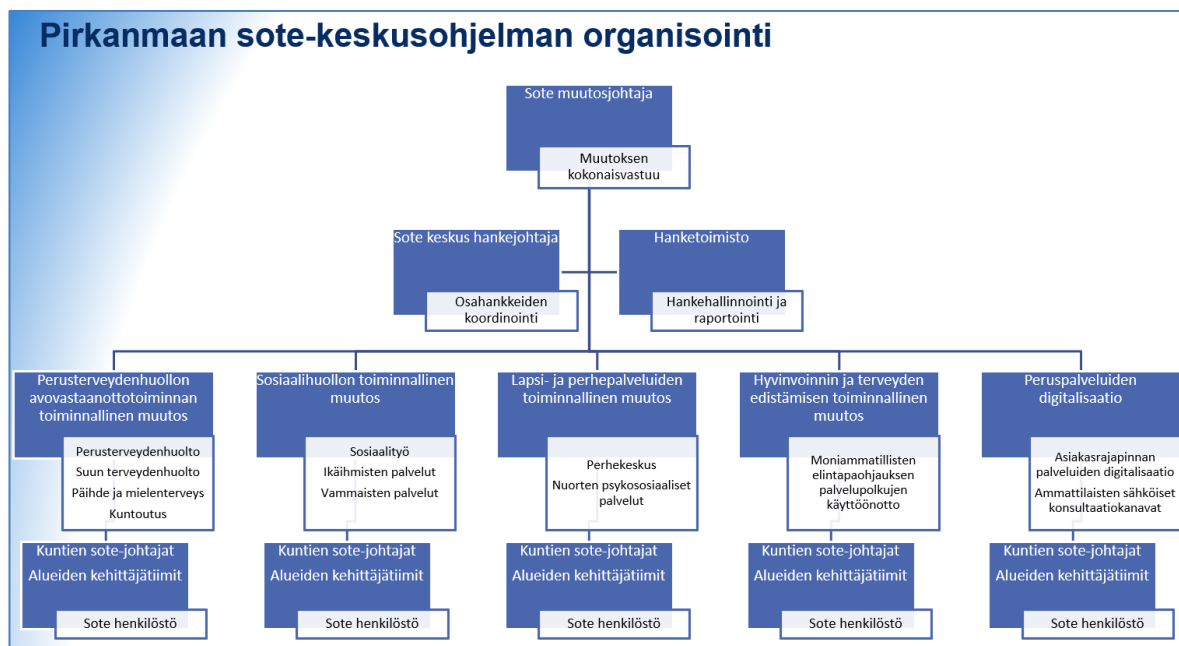 Pirkanmaan sote-keskusohjelman organisointi
Sote muutosjohtaja
Muutoksen
kokonaisvastuu
Sote keskus hankejohtaja
Osahankkeiden
koordinointi
Hanketoimisto
Hankehallinnointi ja
raportointi
Perusterveydenhuollon
avovastaanottotoiminnan
toiminnallinen muutos
Perusterveydenhuolto
Suun terveydenhuolto
Päihde ja mielenterveys
Kuntoutus
Kuntien sote-johtajat
Alueiden kehittäjätiimit
Sote henkilöstö
Sosiaalihuollon toiminnallinen
muutos
Sosiaalityö
Ikäihmisten palvelut
Vammaisten palvelut
Kuntien sote-johtajat
Alueiden kehittäjätiimit
Sote henkilöstö
Lapsi- ja perhepalveluiden
toiminnallinen muutos
Perhekeskus
Nuorten psykososiaaliset
palvelut
Kuntien sote-johtajat
Alueiden kehittäjätiimit
Sote henkilöstö
Hyvinvoinnin ja terveyden
edistämisen toiminnallinen
muutos
Moniammatillisten
elintapaohjauksen
palvelupolkujen
käyttöönotto
Kuntien sote-johtajat
Alueiden kehittäjätiimit
Sote henkilöstö
Peruspalveluiden
digitalisaatio
Asiakasrajapinnan
palveluiden digitalisaatio
Ammattilaisten sähköiset
konsultaatiokanavat
Kuntien sote-johtajat
Alueiden kehittäjätiimit
Sote henkilöstö